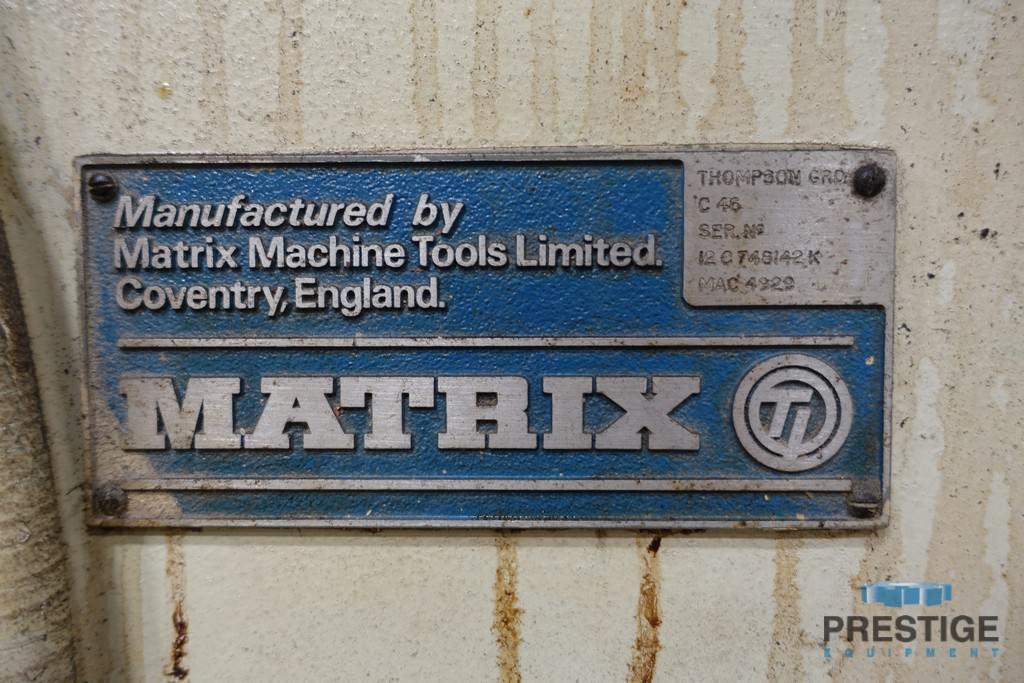 Manufactured by
Matrix Machine Tools Limited.
Coventry, England.
THOMPSON GRD
C 46
SER. Nº
12 C 748142 K
MAC 4929
MATRIX
TI
PRESTIGE
EQUIPMENT